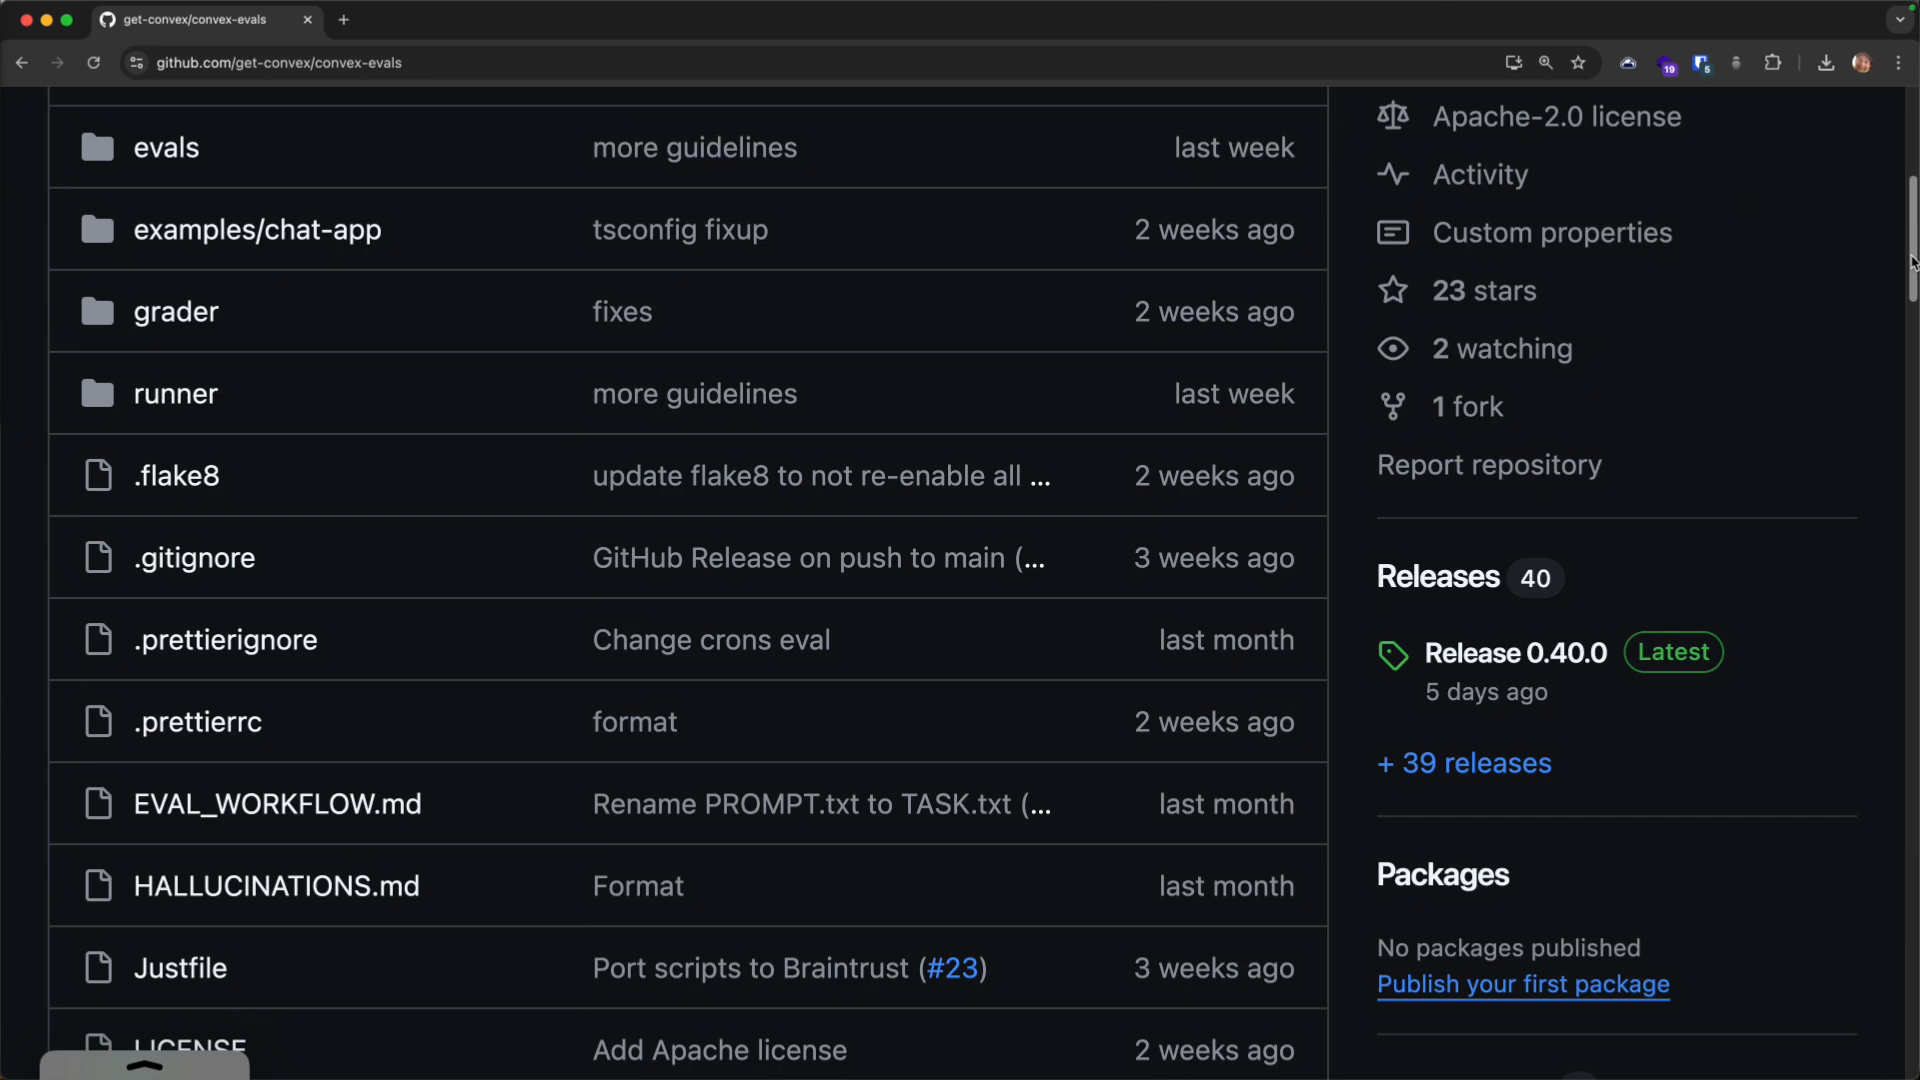 get-convex/convex-evals
github.com/get-convex/convex-evals
19
5
evals more guidelines last week
examples/chat-app tsconfig fixup 2 weeks ago
grader fixes 2 weeks ago
runner more guidelines last week
.flake8 update flake8 to not re-enable all ... 2 weeks ago
.gitignore GitHub Release on push to main (... 3 weeks ago
.prettierignore Change crons eval last month
.prettierrc format 2 weeks ago
EVAL_WORKFLOW.md Rename PROMPT.txt to TASK.txt (... last month
HALLUCINATIONS.md Format last month
Justfile Port scripts to Braintrust (#23) 3 weeks ago
LICENSE Add Apache license 2 weeks ago
Apache-2.0 license
Activity
Custom properties
23 stars
2 watching
1 fork
Report repository
Releases 40
Release 0.40.0 Latest
5 days ago
+ 39 releases
Packages
No packages published
Publish your first package